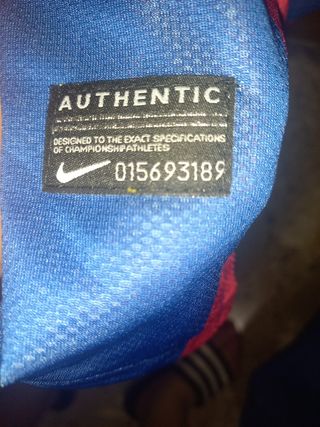 AUTHENTIC
DESIGNED TO THE EXACT SPECIFICATIONS
OF CHAMPIONSHIP ATHLETES
015693189